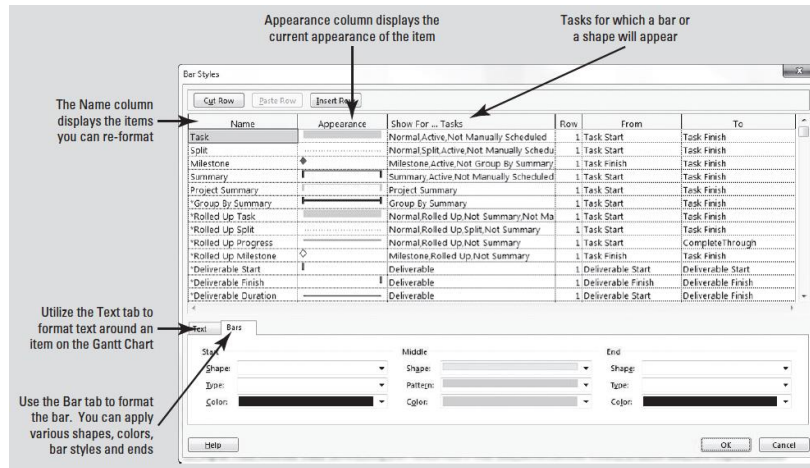 Appearance column displays the
current appearance of the item
Tasks for which a bar or
a shape will appear
The Name column
displays the items
you can re-format
Utilize the Text tab to
format text around an
item on the Gantt Chart
Use the Bar tab to format
the bar. You can apply
various shapes, colors,
bar styles and ends
Bar Styles
Cut Row Paste Row Insert Row
Name Appearance Show For ... Tasks Row From To
Task Normal,Active,Not Manually Scheduled 1 Task Start Task Finish
Split Normal,Split,Active,Not Manually Schedu 1 Task Start Task Finish
Milestone Milestone,Active,Not Group By Summary 1 Task Finish Task Finish
Summary Summary,Active,Not Manually Scheduled 1 Task Start Task Finish
Project Summary Project Summary 1 Task Start Task Finish
*Group By Summary Group By Summary 1 Task Start Task Finish
*Rolled Up Task Normal,Rolled Up,Not Summary,Not Ma 1 Task Start Task Finish
*Rolled Up Split Normal,Rolled Up,Split,Not Summary 1 Task Start Task Finish
*Rolled Up Progress Normal,Rolled Up,Not Summary 1 Task Start CompleteThrough
*Rolled Up Milestone Milestone,Rolled Up,Not Summary 1 Task Finish Task Finish
*Deliverable Start Deliverable 1 Deliverable Start Deliverable Start
*Deliverable Finish Deliverable 1 Deliverable Finish Deliverable Finish
*Deliverable Duration Deliverable 1 Deliverable Start Deliverable Finish
Text Bars
Start Middle End
Shape: Shape: Shape:
Type: Pattern: Type:
Color: Color: Color:
Help OK Cancel